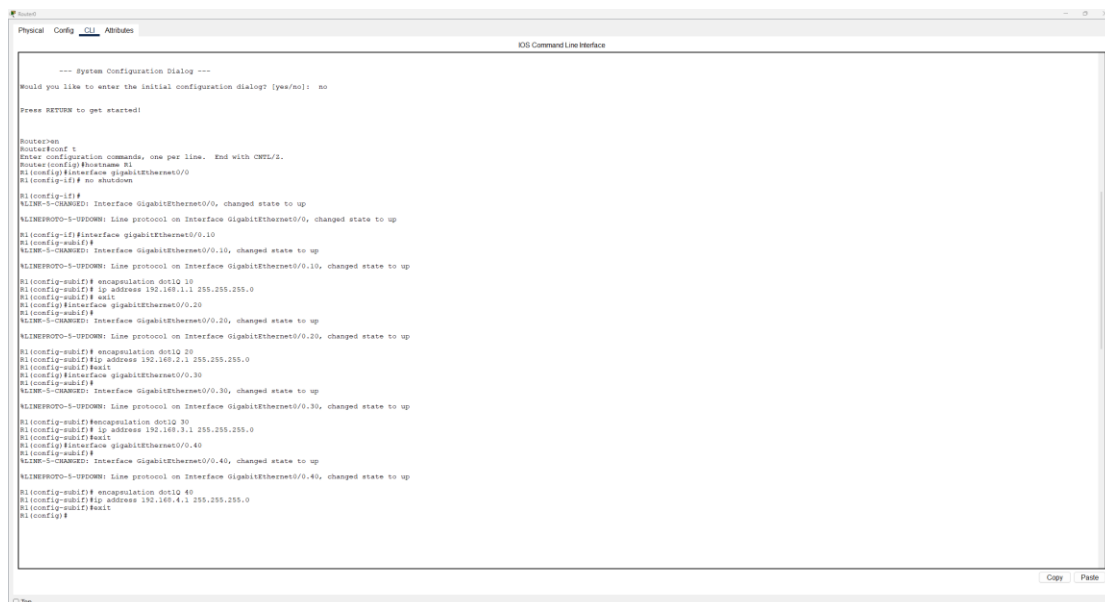 Router0
Physical Config CLI Attributes
IOS Command Line Interface
--- System Configuration Dialog ---
Would you like to enter the initial configuration dialog? [yes/no]: no
Press RETURN to get started!
Router>en
Router#conf t
Enter configuration commands, one per line. End with CNTL/Z.
Router(config)#hostname R1
R1(config)#interface gigabitEthernet0/0
R1(config-if)# no shutdown
R1(config-if)#
%LINK-5-CHANGED: Interface GigabitEthernet0/0, changed state to up
%LINEPROTO-5-UPDOWN: Line protocol on Interface GigabitEthernet0/0, changed state to up
R1(config-if)#interface gigabitEthernet0/0.10
R1(config-subif)#
%LINK-5-CHANGED: Interface GigabitEthernet0/0.10, changed state to up
%LINEPROTO-5-UPDOWN: Line protocol on Interface GigabitEthernet0/0.10, changed state to up
R1(config-subif)# encapsulation dot1Q 10
R1(config-subif)# ip address 192.168.1.1 255.255.255.0
R1(config-subif)# exit
R1(config)#interface gigabitEthernet0/0.20
R1(config-subif)#
%LINK-5-CHANGED: Interface GigabitEthernet0/0.20, changed state to up
%LINEPROTO-5-UPDOWN: Line protocol on Interface GigabitEthernet0/0.20, changed state to up
R1(config-subif)# encapsulation dot1Q 20
R1(config-subif)#ip address 192.168.2.1 255.255.255.0
R1(config-subif)#exit
R1(config)#interface gigabitEthernet0/0.30
R1(config-subif)#
%LINK-5-CHANGED: Interface GigabitEthernet0/0.30, changed state to up
%LINEPROTO-5-UPDOWN: Line protocol on Interface GigabitEthernet0/0.30, changed state to up
R1(config-subif)#encapsulation dot1Q 30
R1(config-subif)# ip address 192.168.3.1 255.255.255.0
R1(config-subif)#exit
R1(config)#interface gigabitEthernet0/0.40
R1(config-subif)#
%LINK-5-CHANGED: Interface GigabitEthernet0/0.40, changed state to up
%LINEPROTO-5-UPDOWN: Line protocol on Interface GigabitEthernet0/0.40, changed state to up
R1(config-subif)# encapsulation dot1Q 40
R1(config-subif)#ip address 192.168.4.1 255.255.255.0
R1(config-subif)#exit
R1(config)#
Copy Paste